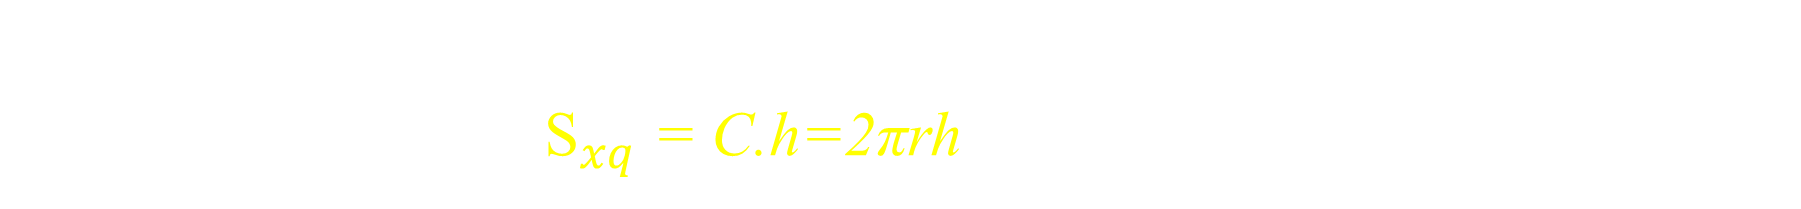 S_xq = C.h=2πrh